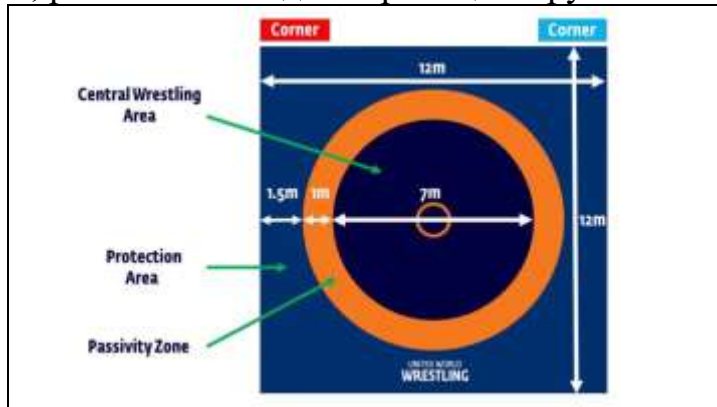 Corner
Corner
12m
Central Wrestling
Area
1.5m
1m
7m
12m
Protection
Area
Passivity Zone
UNITED WORLD
WRESTLING